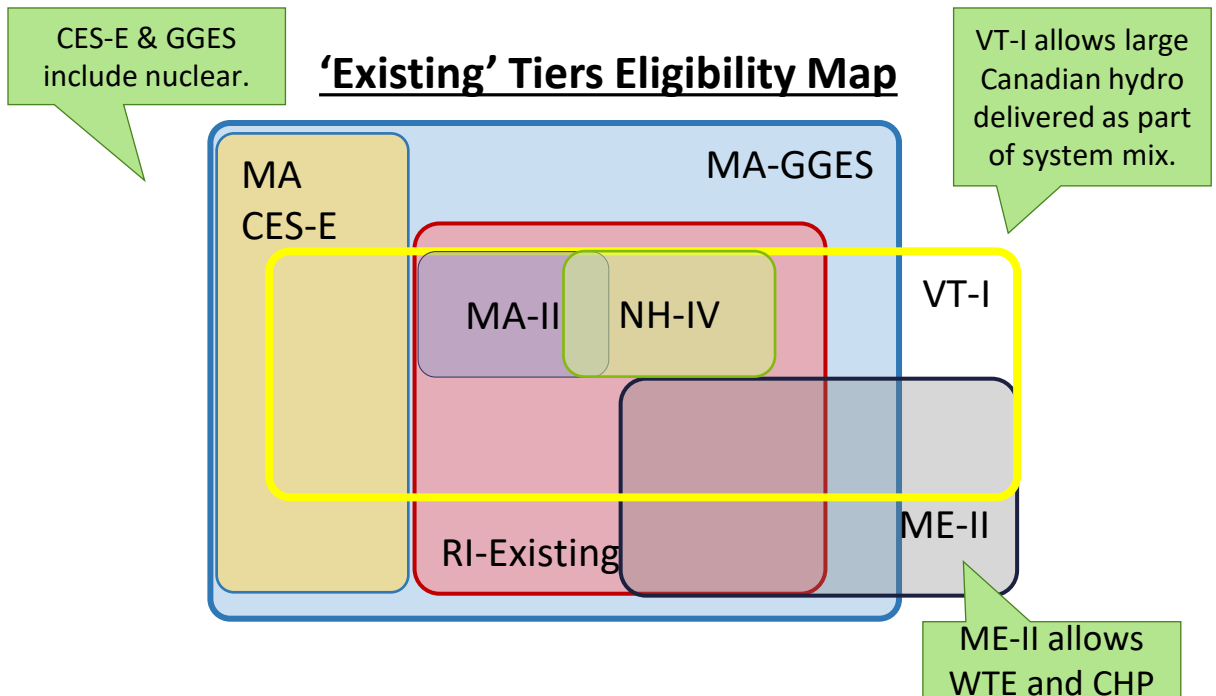 CES-E & GGES
include nuclear.
‘Existing’ Tiers Eligibility Map
VT-I allows large
Canadian hydro
delivered as part
of system mix.
MA
CES-E
MA-GGES
VT-I
MA-II
NH-IV
ME-II
RI-Existing
ME-II allows
WTE and CHP